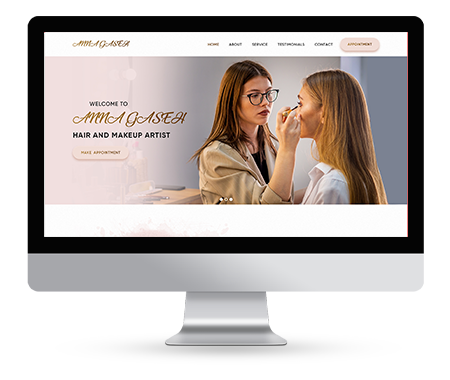 ANNA GASEH
HOME ABOUT SERVICE TESTIMONIALS CONTACT APPOINTMENT
WELCOME TO
ANNA GASEH
HAIR AND MAKEUP ARTIST
MAKE APPOINTMENT